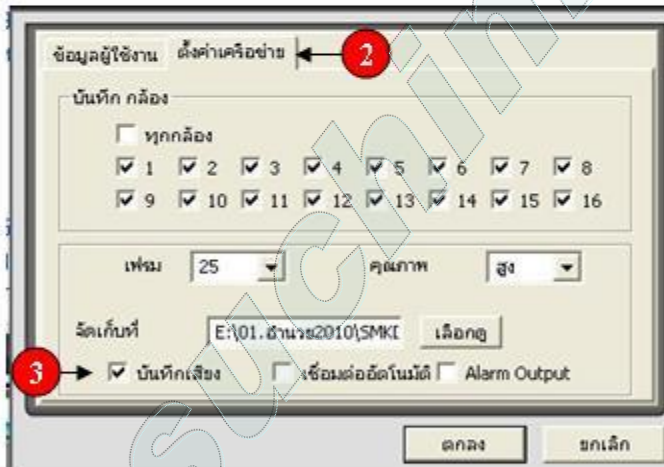 ข้อมูลผู้ใช้งาน ตั้งค่าเครือข่าย 2
บันทึก กล้อง
ทุกกล้อง
1 2 3 4 5 6 7 8
9 10 11 12 13 14 15 16
เฟรม 25 คุณภาพ สูง
จัดเก็บที่ E:\01.อำนวย2010\SMKI เลือกดู
3 บันทึกเสียง เชื่อมต่ออัตโนมัติ Alarm Output
ตกลง ยกเลิก
suchin